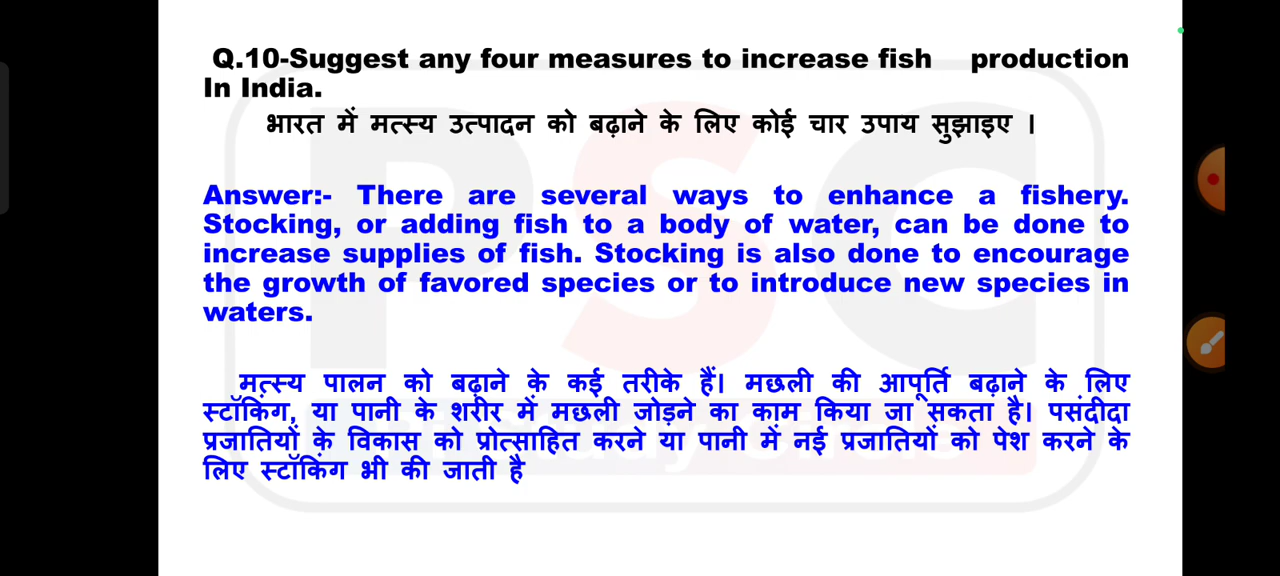 Q.10-Suggest any four measures to increase fish production
In India.
भारत में मत्स्य उत्पादन को बढ़ाने के लिए कोई चार उपाय सुझाइए ।
Answer:- There are several ways to enhance a fishery.
Stocking, or adding fish to a body of water, can be done to
increase supplies of fish. Stocking is also done to encourage
the growth of favored species or to introduce new species in
waters.
मत्स्य पालन को बढ़ाने के कई तरीके हैं। मछली की आपूर्ति बढ़ाने के लिए
स्टॉकिंग, या पानी के शरीर में मछली जोड़ने का काम किया जा सकता है। पसंदीदा
प्रजातियों के विकास को प्रोत्साहित करने या पानी में नई प्रजातियों को पेश करने के
लिए स्टॉकिंग भी की जाती है
PSC